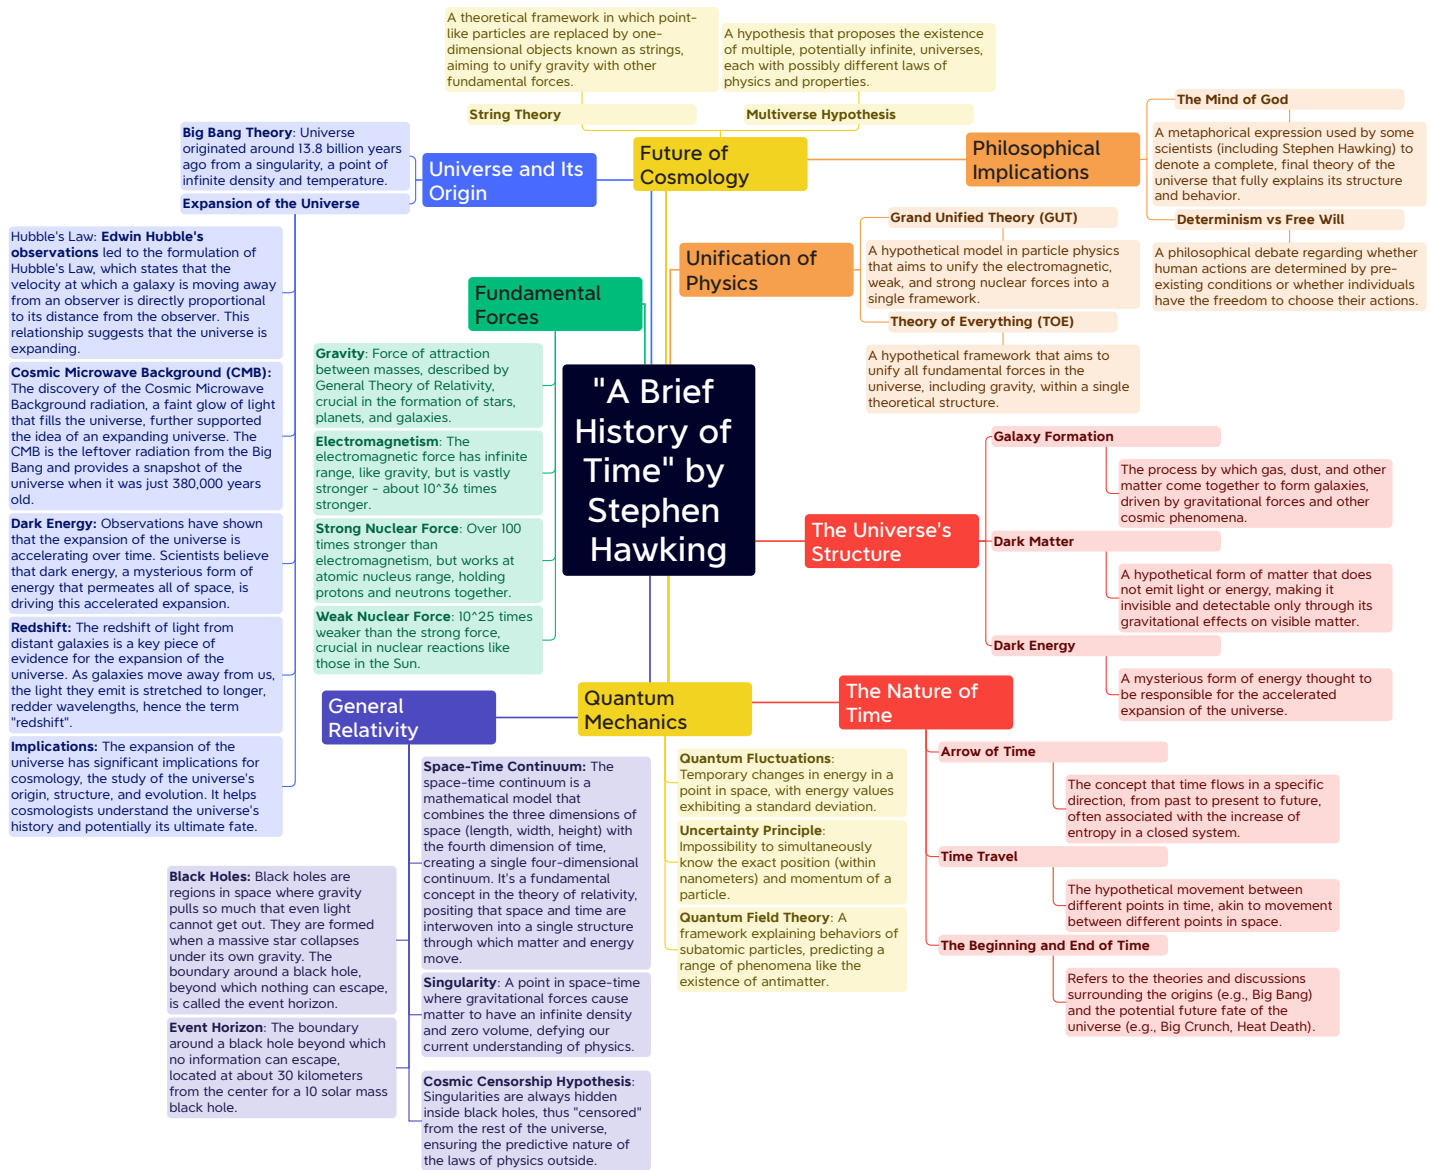 A theoretical framework in which point-
like particles are replaced by one-
dimensional objects known as strings,
aiming to unify gravity with other
fundamental forces.
A hypothesis that proposes the existence
of multiple, potentially infinite, universes,
each with possibly different laws of
physics and properties.
String Theory
Multiverse Hypothesis
Future of
Cosmology
Philosophical
Implications
The Mind of God
A metaphorical expression used by some
scientists (including Stephen Hawking) to
denote a complete, final theory of the
universe that fully explains its structure
and behavior.
Determinism vs Free Will
A philosophical debate regarding whether
human actions are determined by pre-
existing conditions or whether individuals
have the freedom to choose their actions.
Universe and Its
Origin
Big Bang Theory: Universe
originated around 13.8 billion years
ago from a singularity, a point of
infinite density and temperature.
Expansion of the Universe
Hubble's Law: Edwin Hubble's
observations led to the formulation of
Hubble's Law, which states that the
velocity at which a galaxy is moving away
from an observer is directly proportional
to its distance from the observer. This
relationship suggests that the universe is
expanding.
Cosmic Microwave Background (CMB):
The discovery of the Cosmic Microwave
Background radiation, a faint glow of light
that fills the universe, further supported
the idea of an expanding universe. The
CMB is the leftover radiation from the Big
Bang and provides a snapshot of the
universe when it was just 380,000 years
old.
Dark Energy: Observations have shown
that the expansion of the universe is
accelerating over time. Scientists believe
that dark energy, a mysterious form of
energy that permeates all of space, is
driving this accelerated expansion.
Redshift: The redshift of light from
distant galaxies is a key piece of
evidence for the expansion of the
universe. As galaxies move away from us,
the light they emit is stretched to longer,
redder wavelengths, hence the term
"redshift".
Implications: The expansion of the
universe has significant implications for
cosmology, the study of the universe's
origin, structure, and evolution. It helps
cosmologists understand the universe's
history and potentially its ultimate fate.
Unification of
Physics
Grand Unified Theory (GUT)
A hypothetical model in particle physics
that aims to unify the electromagnetic,
weak, and strong nuclear forces into a
single framework.
Theory of Everything (TOE)
A hypothetical framework that aims to
unify all fundamental forces in the
universe, including gravity, within a single
theoretical structure.
Fundamental
Forces
Gravity: Force of attraction
between masses, described by
General Theory of Relativity,
crucial in the formation of stars,
planets, and galaxies.
Electromagnetism: The
electromagnetic force has infinite
range, like gravity, but is vastly
stronger - about 10^36 times
stronger.
Strong Nuclear Force: Over 100
times stronger than
electromagnetism, but works at
atomic nucleus range, holding
protons and neutrons together.
Weak Nuclear Force: 10^25 times
weaker than the strong force,
crucial in nuclear reactions like
those in the Sun.
"A Brief
History of
Time" by
Stephen
Hawking
The Universe's
Structure
Galaxy Formation
The process by which gas, dust, and other
matter come together to form galaxies,
driven by gravitational forces and other
cosmic phenomena.
Dark Matter
A hypothetical form of matter that does
not emit light or energy, making it
invisible and detectable only through its
gravitational effects on visible matter.
Dark Energy
A mysterious form of energy thought to
be responsible for the accelerated
expansion of the universe.
General
Relativity
Space-Time Continuum: The
space-time continuum is a
mathematical model that
combines the three dimensions of
space (length, width, height) with
the fourth dimension of time,
creating a single four-dimensional
continuum. It's a fundamental
concept in the theory of relativity,
positing that space and time are
interwoven into a single structure
through which matter and energy
move.
Black Holes: Black holes are
regions in space where gravity
pulls so much that even light
cannot get out. They are formed
when a massive star collapses
under its own gravity. The
boundary around a black hole,
beyond which nothing can escape,
is called the event horizon.
Singularity: A point in space-time
where gravitational forces cause
matter to have an infinite density
and zero volume, defying our
current understanding of physics.
Event Horizon: The boundary
around a black hole beyond which
no information can escape,
located at about 30 kilometers
from the center for a 10 solar mass
black hole.
Cosmic Censorship Hypothesis:
Singularities are always hidden
inside black holes, thus "censored"
from the rest of the universe,
ensuring the predictive nature of
the laws of physics outside.
Quantum
Mechanics
Quantum Fluctuations:
Temporary changes in energy in a
point in space, with energy values
exhibiting a standard deviation.
Uncertainty Principle:
Impossibility to simultaneously
know the exact position (within
nanometers) and momentum of a
particle.
Quantum Field Theory: A
framework explaining behaviors of
subatomic particles, predicting a
range of phenomena like the
existence of antimatter.
The Nature of
Time
Arrow of Time
The concept that time flows in a specific
direction, from past to present to future,
often associated with the increase of
entropy in a closed system.
Time Travel
The hypothetical movement between
different points in time, akin to movement
between different points in space.
The Beginning and End of Time
Refers to the theories and discussions
surrounding the origins (e.g., Big Bang)
and the potential future fate of the
universe (e.g., Big Crunch, Heat Death).